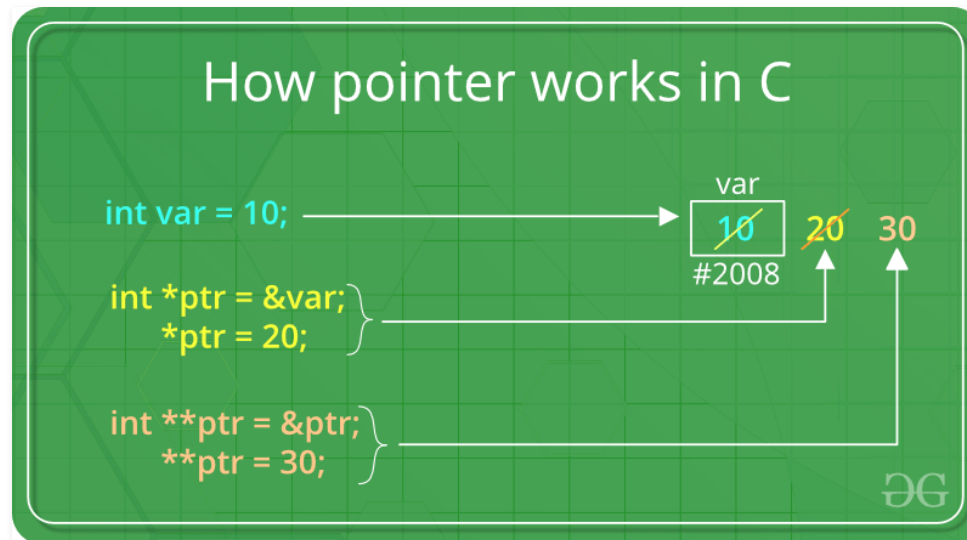 How pointer works in C
var
int var = 10;
10 20 30
#2008
int *ptr = &var;
*ptr = 20;
int **ptr = &ptr;
**ptr = 30;